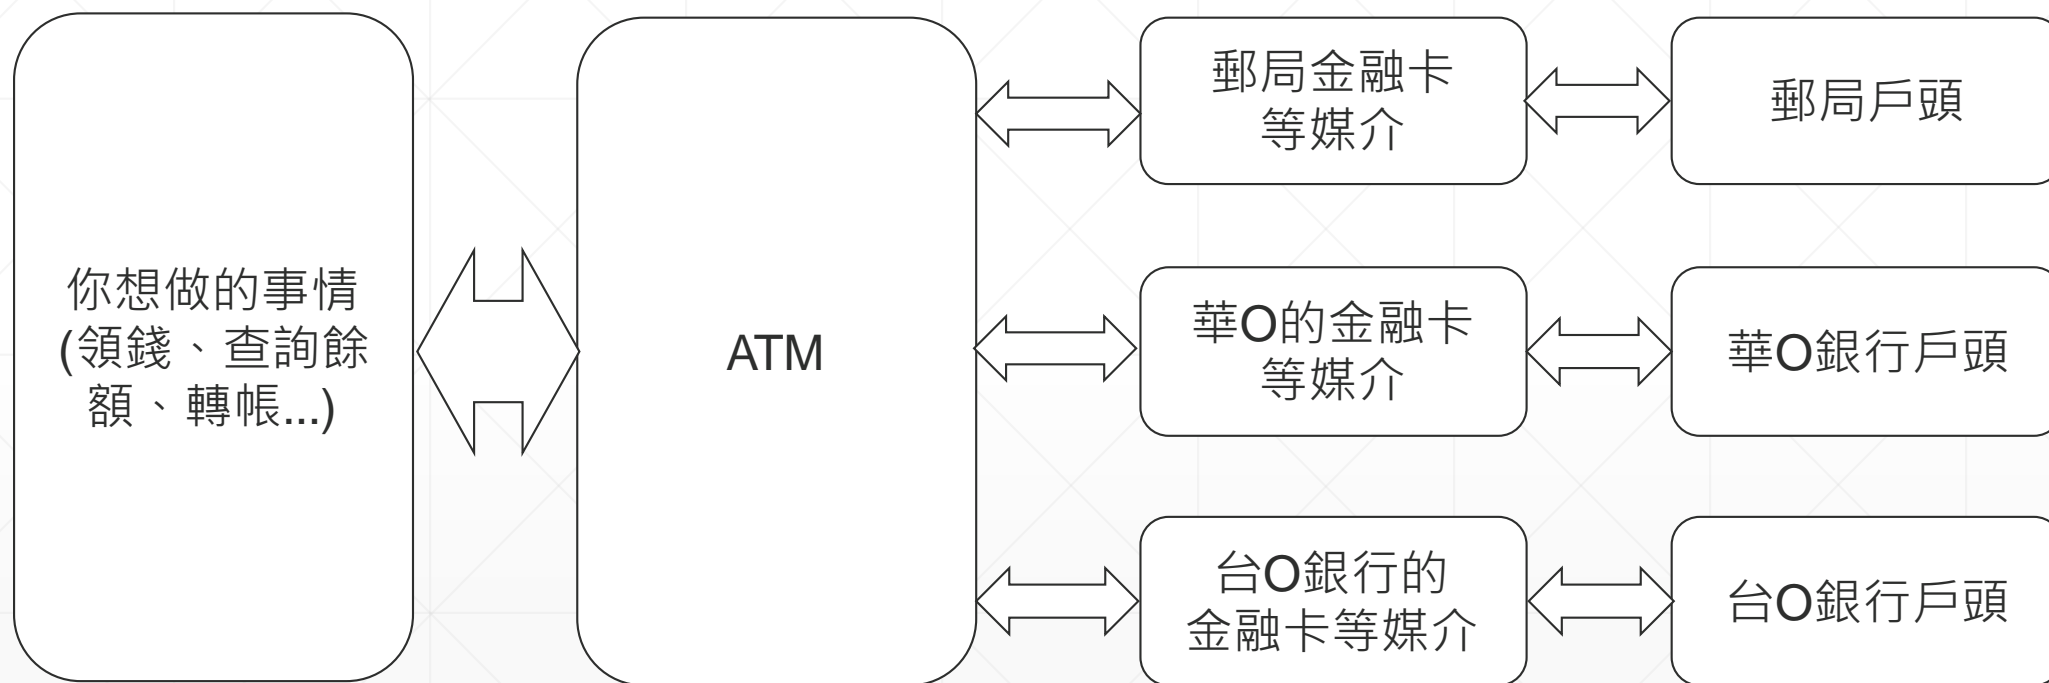 你想做的事情
(領錢、查詢餘
額、轉帳...)
ATM
郵局金融卡
等媒介
郵局戶頭
華O的金融卡
等媒介
華O銀行戶頭
台O銀行的
金融卡等媒介
台O銀行戶頭